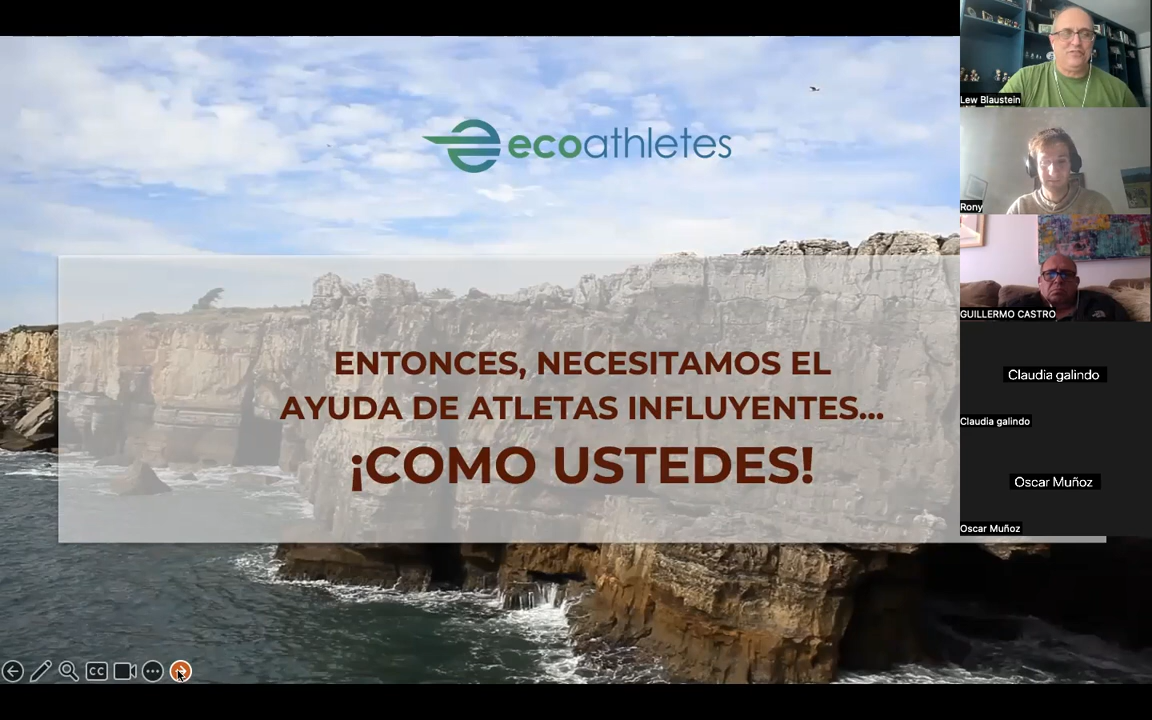 ecoathletes
ENTONCES, NECESITAMOS EL
AYUDA DE ATLETAS INFLUYENTES...
¡COMO USTEDES!
Lew Blaustein
Rony
GUILLERMO CASTRO
Claudia galindo
Claudia galindo
Oscar Muñoz
Oscar Muñoz
CC